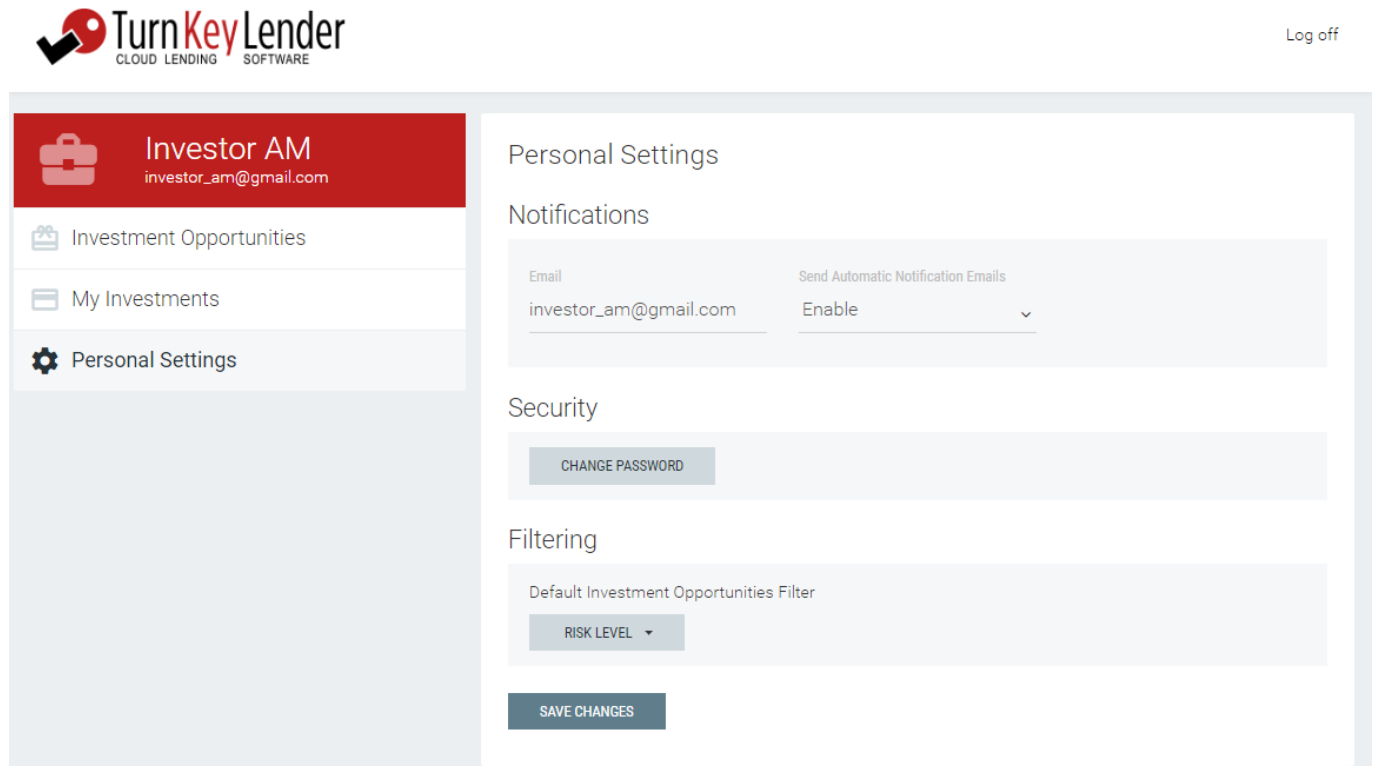 TurnKey Lender
CLOUD LENDING SOFTWARE
Log off
Investor AM
investor_am@gmail.com
Investment Opportunities
My Investments
Personal Settings
Personal Settings
Notifications
Email
Send Automatic Notification Emails
investor_am@gmail.com
Enable
Security
CHANGE PASSWORD
Filtering
Default Investment Opportunities Filter
RISK LEVEL
SAVE CHANGES